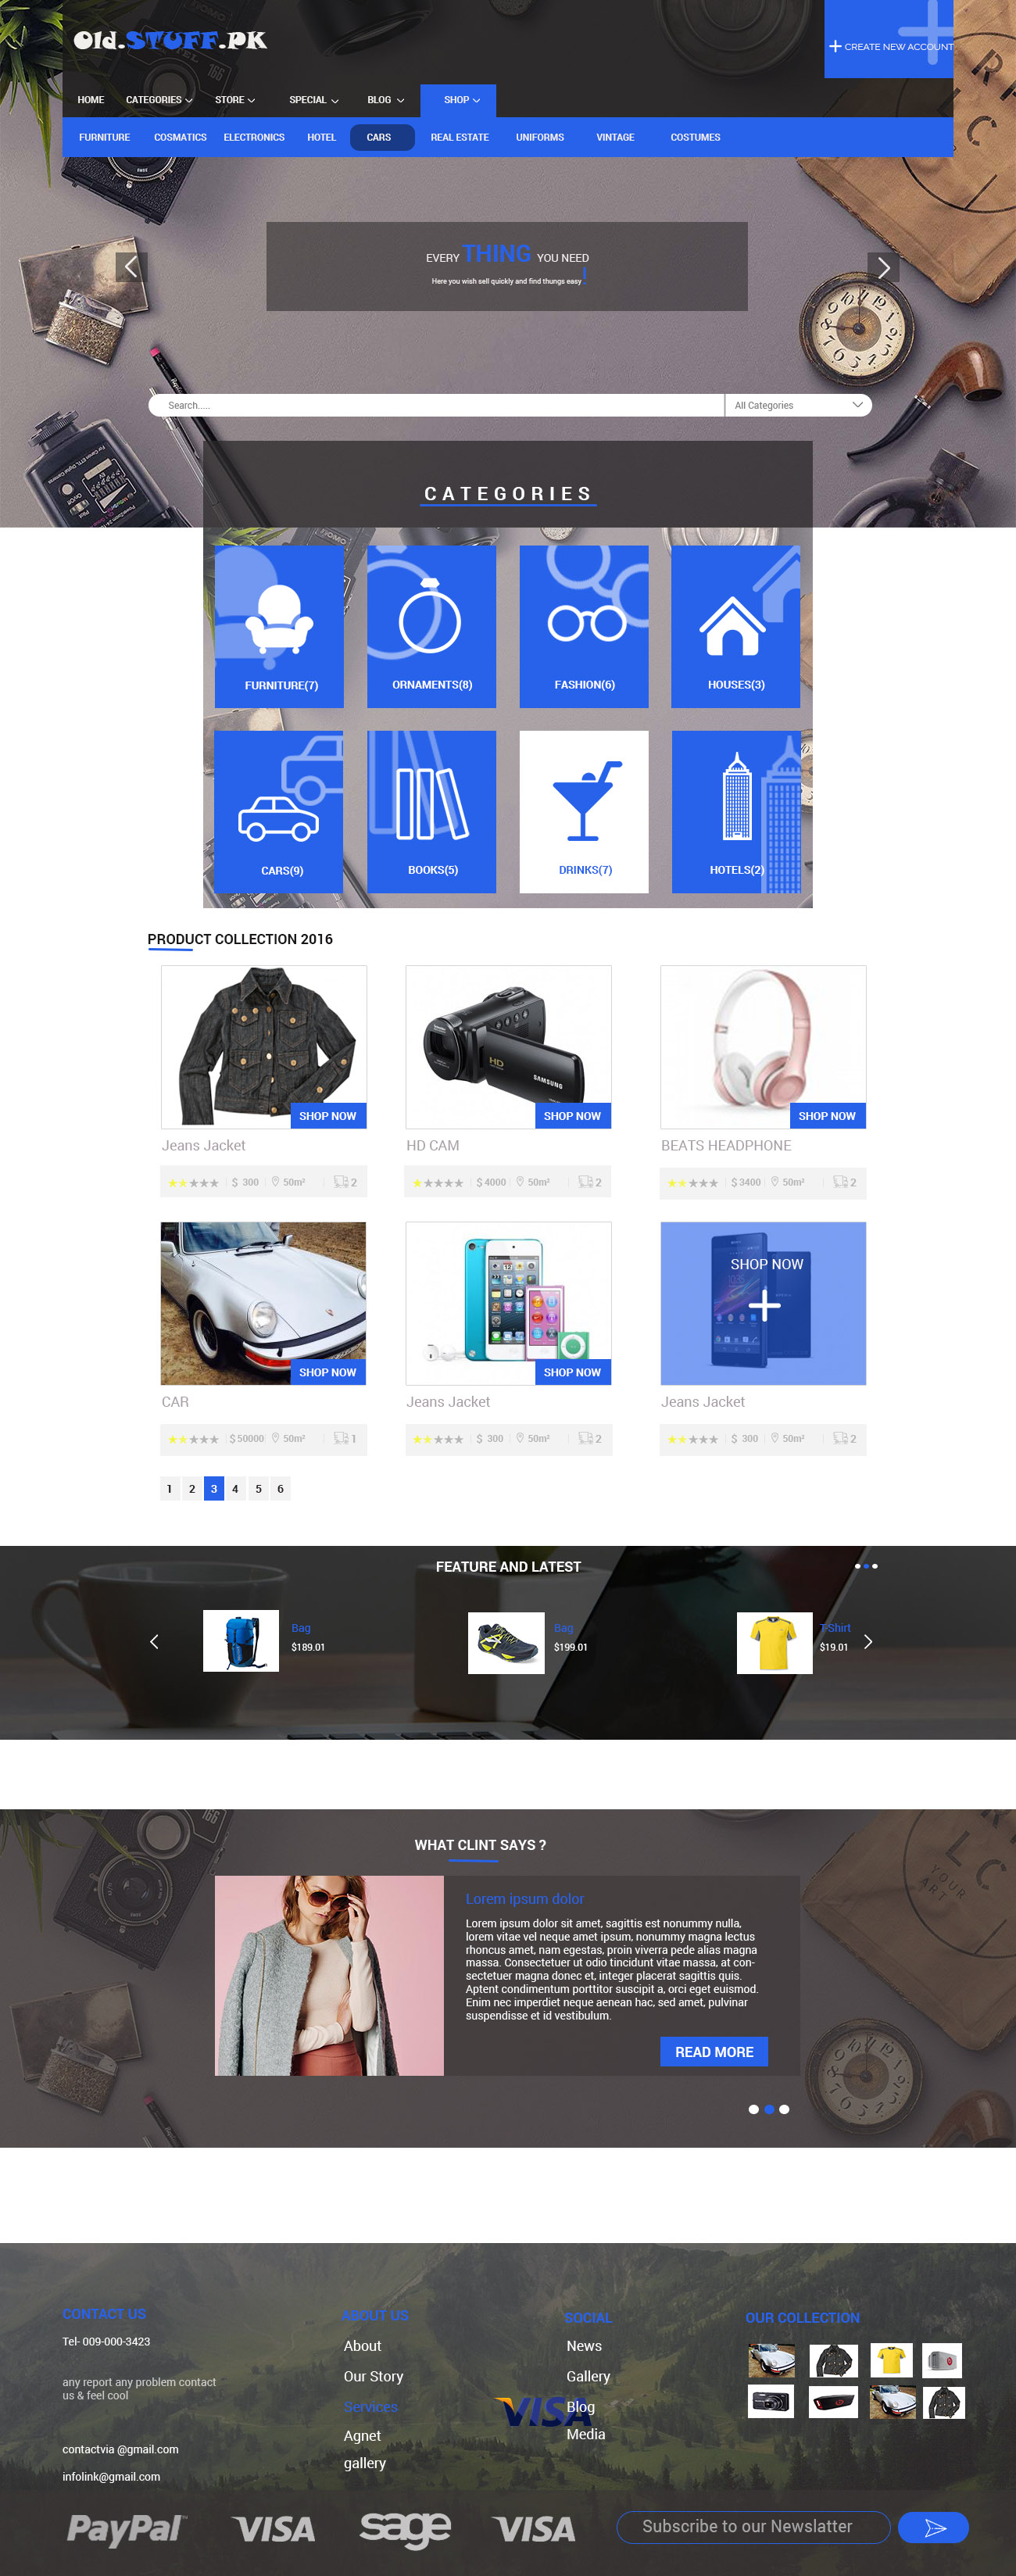 Old.STUFF.PK
CREATE NEW ACCOUNT
HOME CATEGORIES STORE SPECIAL BLOG SHOP
FURNITURE COSMATICS ELECTRONICS HOTEL CARS REAL ESTATE UNIFORMS VINTAGE COSTUMES
EVERY THING YOU NEED
Here you wish sell quickly and find thungs easy !
Search..... All Categories
CATEGORIES
FURNITURE(7) ORNAMENTS(8) FASHION(6) HOUSES(3)
CARS(9) BOOKS(5) DRINKS(7) HOTELS(2)
PRODUCT COLLECTION 2016
HD
SAMSUNG
SHOP NOW SHOP NOW SHOP NOW
Jeans Jacket HD CAM BEATS HEADPHONE
$ 300 50m² 2 $ 4000 50m² 2 $ 3400 50m² 2
SHOP NOW
SHOP NOW SHOP NOW
CAR Jeans Jacket Jeans Jacket
$ 50000 50m² 1 $ 300 50m² 2 $ 300 50m² 2
1 2 3 4 5 6
FEATURE AND LATEST
Bag Bag T-Shirt
$189.01 $199.01 $19.01
WHAT CLINT SAYS ?
Lorem ipsum dolor
Lorem ipsum dolor sit amet, sagittis est nonummy nulla,
lorem vitae vel neque amet ipsum, nonummy magna lectus
rhoncus amet, nam egestas, proin viverra pede alias magna
massa. Consectetuer ut odio tincidunt vitae massa, at con-
sectetuer magna donec et, integer placerat sagittis quis.
Aptent condimentum porttitor suscipit a, orci eget euismod.
Enim nec imperdiet neque aenean hac, sed amet, pulvinar
suspendisse et id vestibulum.
READ MORE
CONTACT US
Tel- 009-000-3423
any report any problem contact
us & feel cool
contactvia @gmail.com
infolink@gmail.com
ABOUT US
About
Our Story
Services
Agnet
gallery
VISA
SOCIAL
News
Gallery
Blog
Media
OUR COLLECTION
PayPal VISA sage VISA
Subscribe to our Newslatter